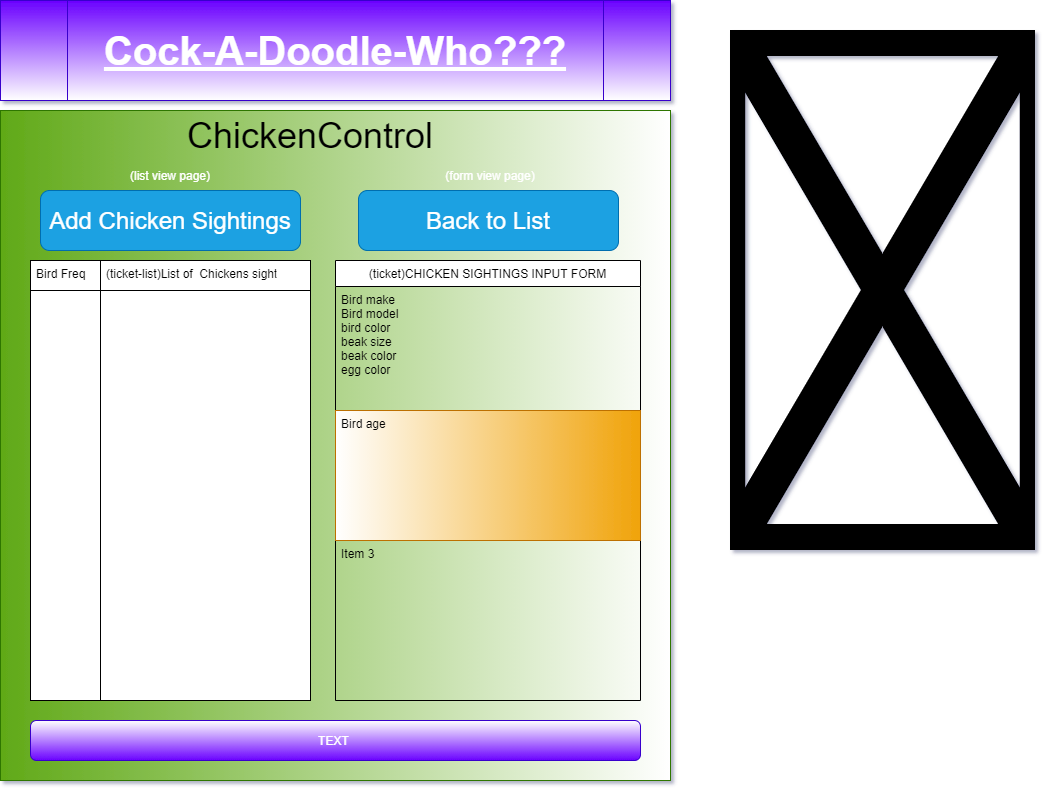 Cock-A-Doodle-Who???
ChickenControl
(list view page)
(form view page)
Add Chicken Sightings
Back to List
Bird Freq
(ticket-list)List of Chickens sight
(ticket)CHICKEN SIGHTINGS INPUT FORM
Bird make
Bird model
bird color
beak size
beak color
egg color
Bird age
Item 3
TEXT